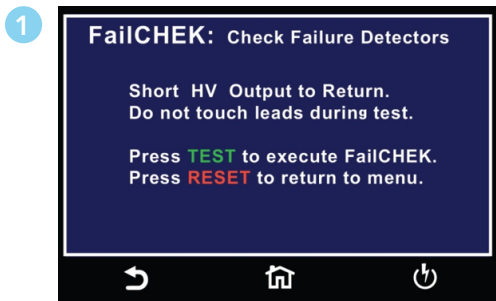 1
FailCHEK: Check Failure Detectors
Short HV Output to Return.
Do not touch leads during test.
Press TEST to execute FailCHEK.
Press RESET to return to menu.